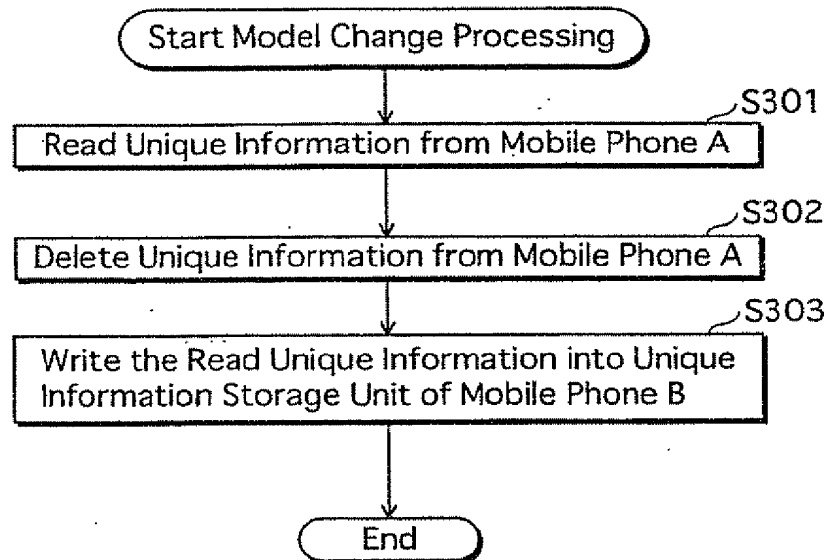 Start Model Change Processing
S301
Read Unique Information from Mobile Phone A
S302
Delete Unique Information from Mobile Phone A
S303
Write the Read Unique Information into Unique
Information Storage Unit of Mobile Phone B
End